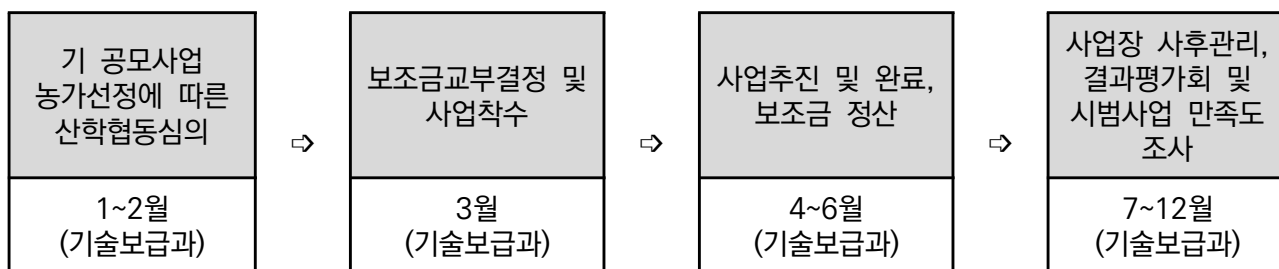 기 공모사업
농가선정에 따른
산학협동심의
1~2월
(기술보급과)
⇨
보조금교부결정 및
사업착수
3월
(기술보급과)
⇨
사업추진 및 완료,
보조금 정산
4~6월
(기술보급과)
⇨
사업장 사후관리,
결과평가회 및
시범사업 만족도
조사
7~12월
(기술보급과)